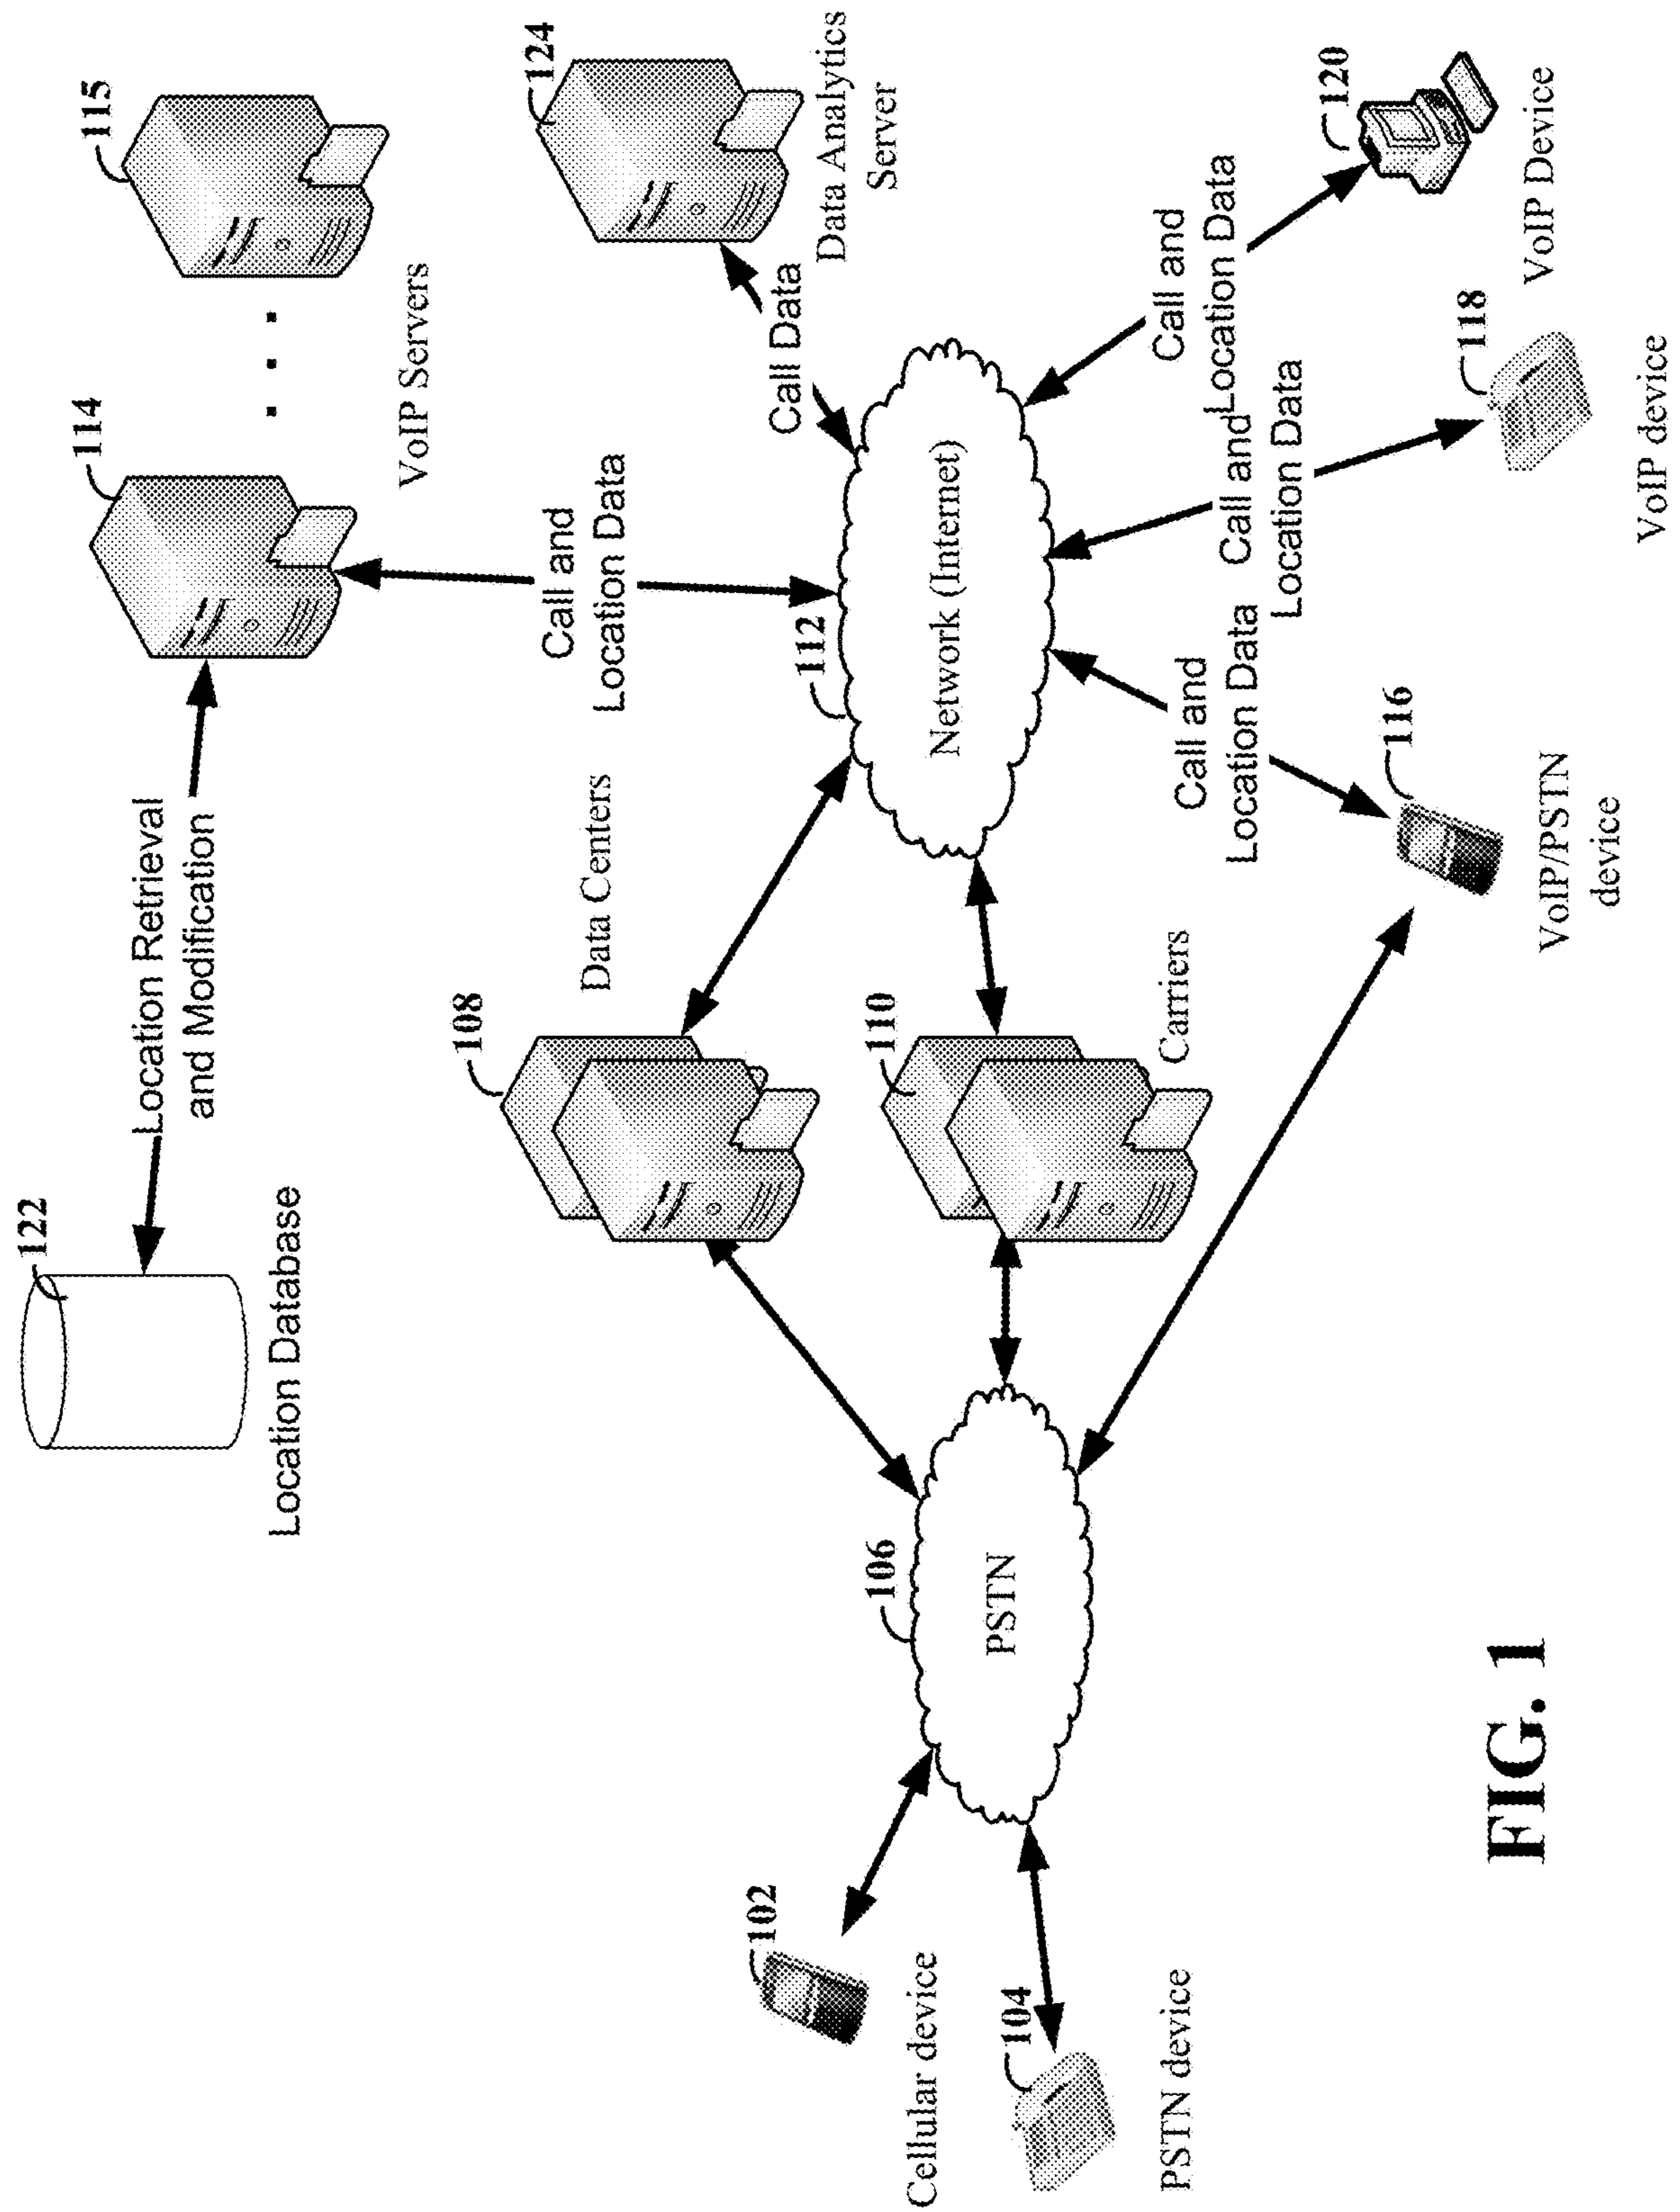 122
Location Database
Location Retrieval
and Modification
114
115
VoIP Servers
Call and
Location Data
108
Data Centers
124
Data Analytics
Server
Call Data
112
Network (Internet)
110
Carriers
106
PSTN
102
Cellular device
104
PSTN device
Call and
Location Data
116
VoIP/PSTN
device
Call and
Location Data
118
VoIP device
Call and
Location Data
120
VoIP Device
FIG. 1